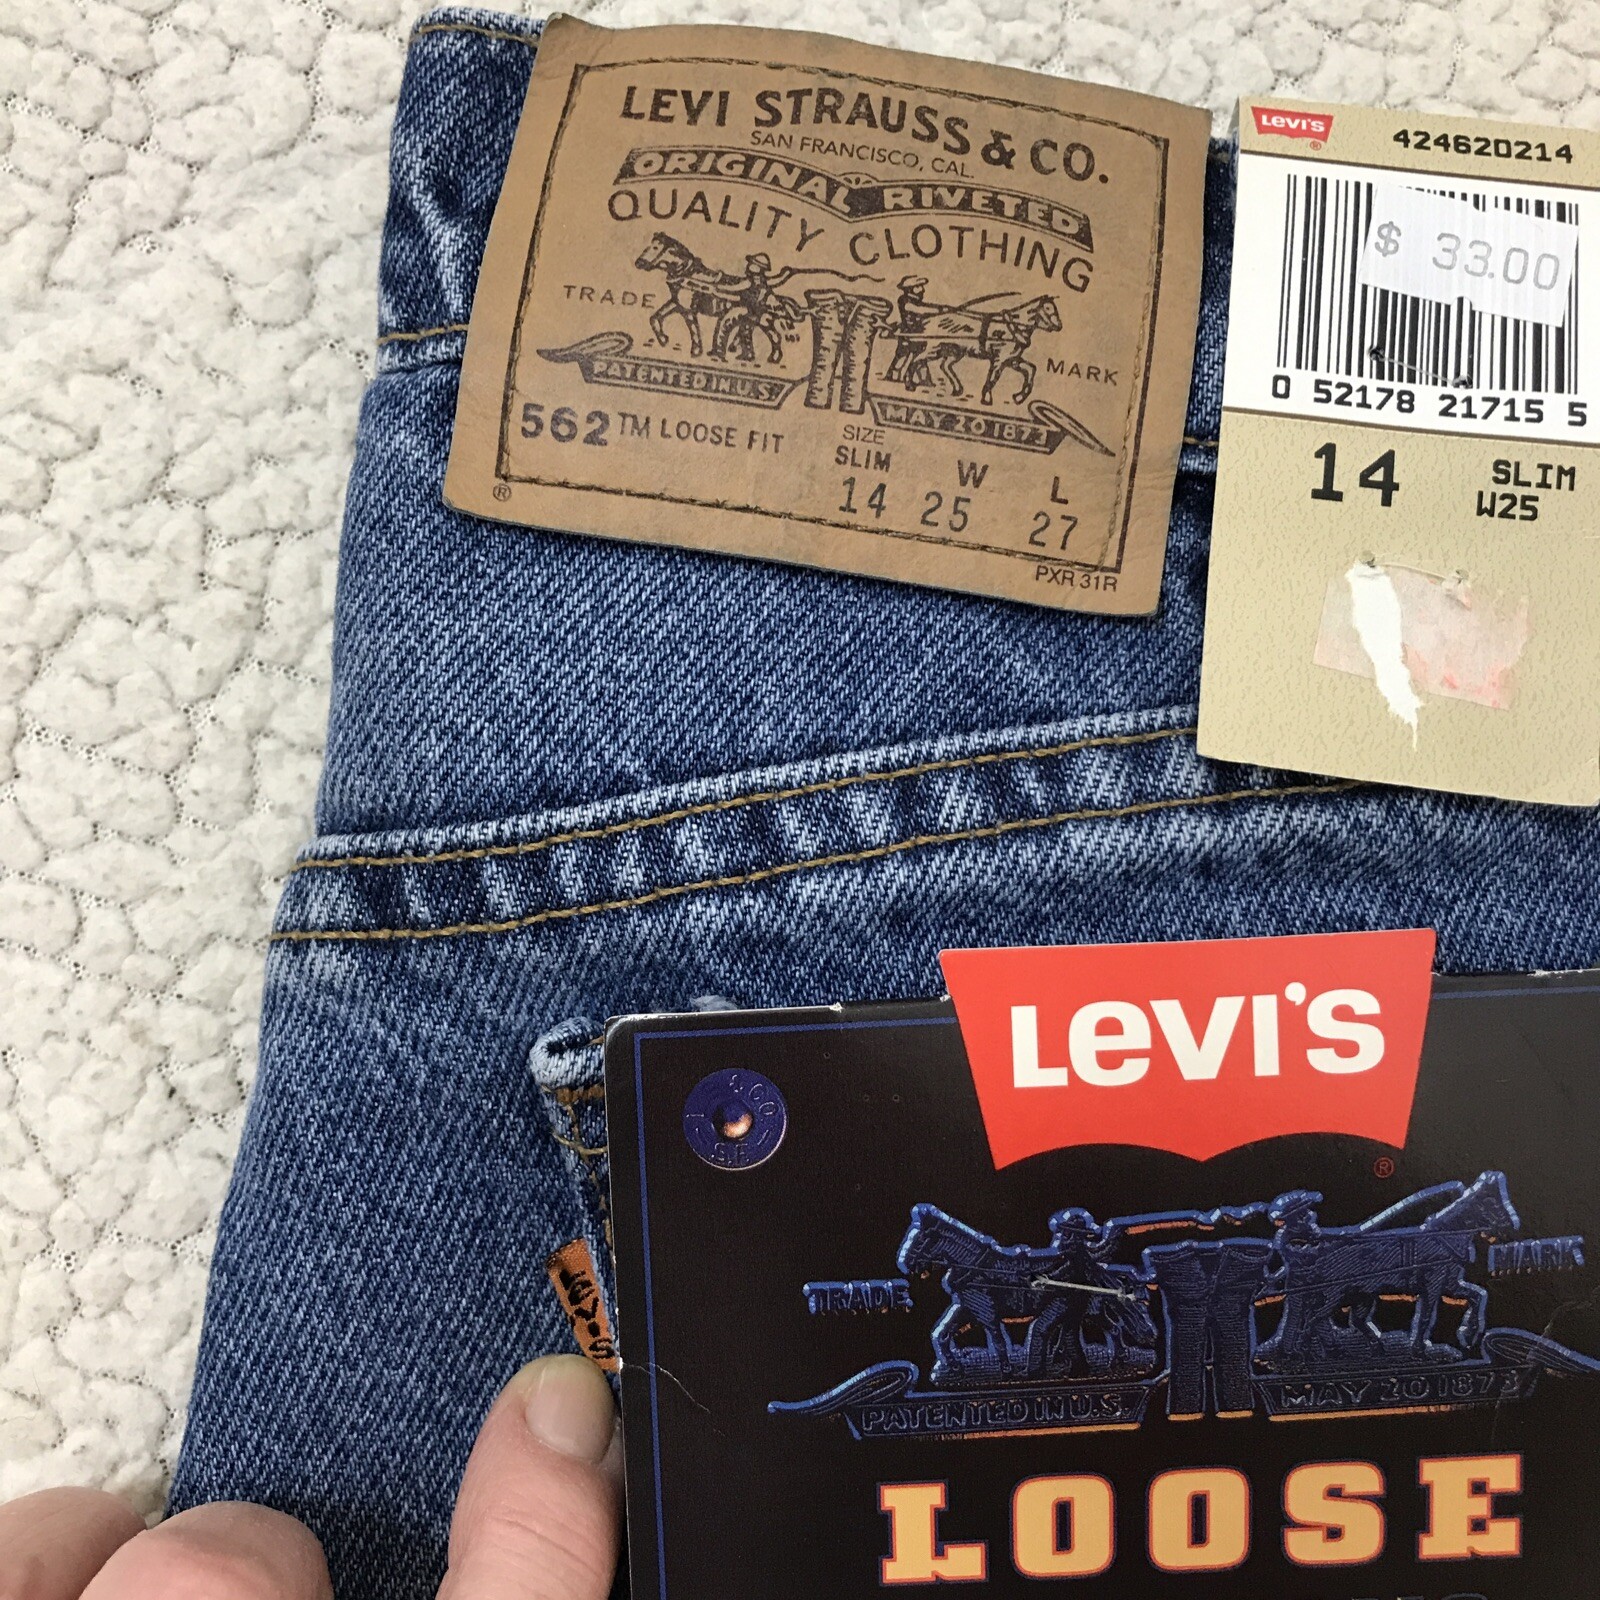 LEVI STRAUSS & CO.
SAN FRANCISCO, CAL.
ORIGINAL RIVETED
QUALITY CLOTHING
TRADE MARK
PATENTED IN U.S. MAY 20 1873
562™ LOOSE FIT
SIZE
SLIM W L
14 25 27
®
PXR 31R
Levi's
®
424620214
$ 33.00
0 52178 21715 5
14 SLIM
W25
LEVI'S
Levi's
®
& CO
S.F.
TRADE MARK
PATENTED IN U.S. MAY 20 1873
LOOSE